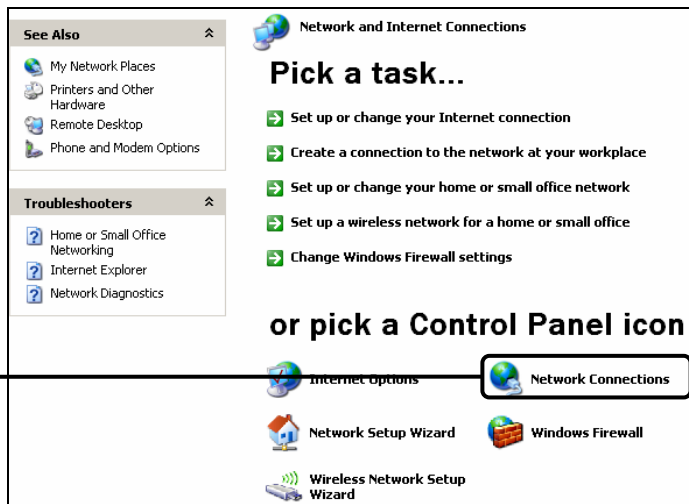 See Also
My Network Places
Printers and Other
Hardware
Remote Desktop
Phone and Modem Options
Troubleshooters
Home or Small Office
Networking
Internet Explorer
Network Diagnostics
Network and Internet Connections
Pick a task...
Set up or change your Internet connection
Create a connection to the network at your workplace
Set up or change your home or small office network
Set up a wireless network for a home or small office
Change Windows Firewall settings
or pick a Control Panel icon
Internet Options
Network Connections
Network Setup Wizard
Windows Firewall
Wireless Network Setup
Wizard